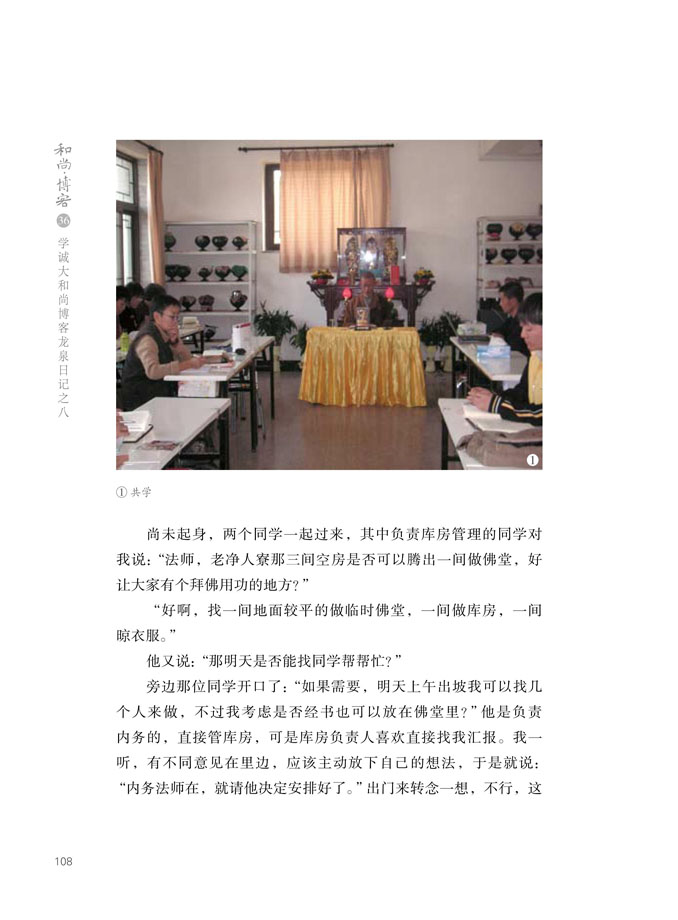 和尚·博客
36
学诚大和尚博客龙泉日记之八
①
① 共学
尚未起身，两个同学一起过来，其中负责库房管理的同学对
我说：“法师，老净人寮那三间空房是否可以腾出一间做佛堂，好
让大家有个拜佛用功的地方？”
“好啊，找一间地面较平的做临时佛堂，一间做库房，一间
晾衣服。”
他又说：“那明天是否能找同学帮帮忙？”
旁边那位同学开口了：“如果需要，明天上午出坡我可以找几
个人来做，不过我考虑是否经书也可以放在佛堂里？”他是负责
内务的，直接管库房，可是库房负责人喜欢直接找我汇报。我一
听，有不同意见在里边，应该主动放下自己的想法，于是就说：
“内务法师在，就请他决定安排好了。”出门来转念一想，不行，这
108